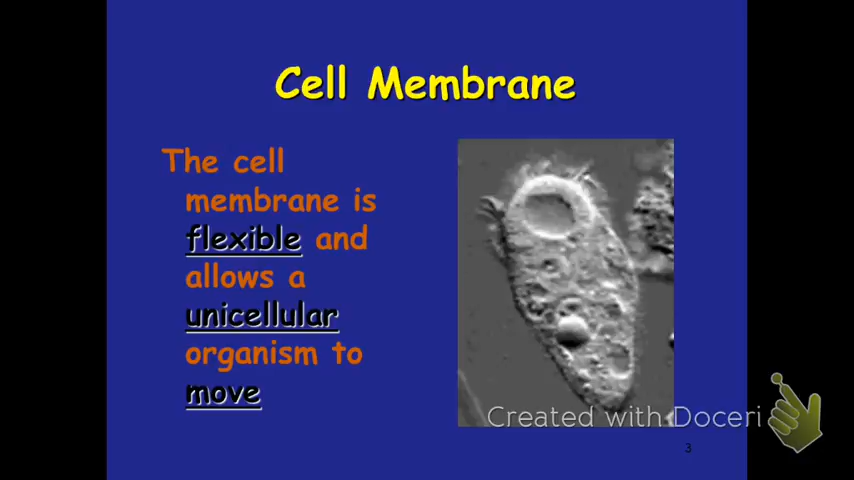 Cell Membrane
The cell
membrane is
flexible and
allows a
unicellular
organism to
move
Created with Doceri
3